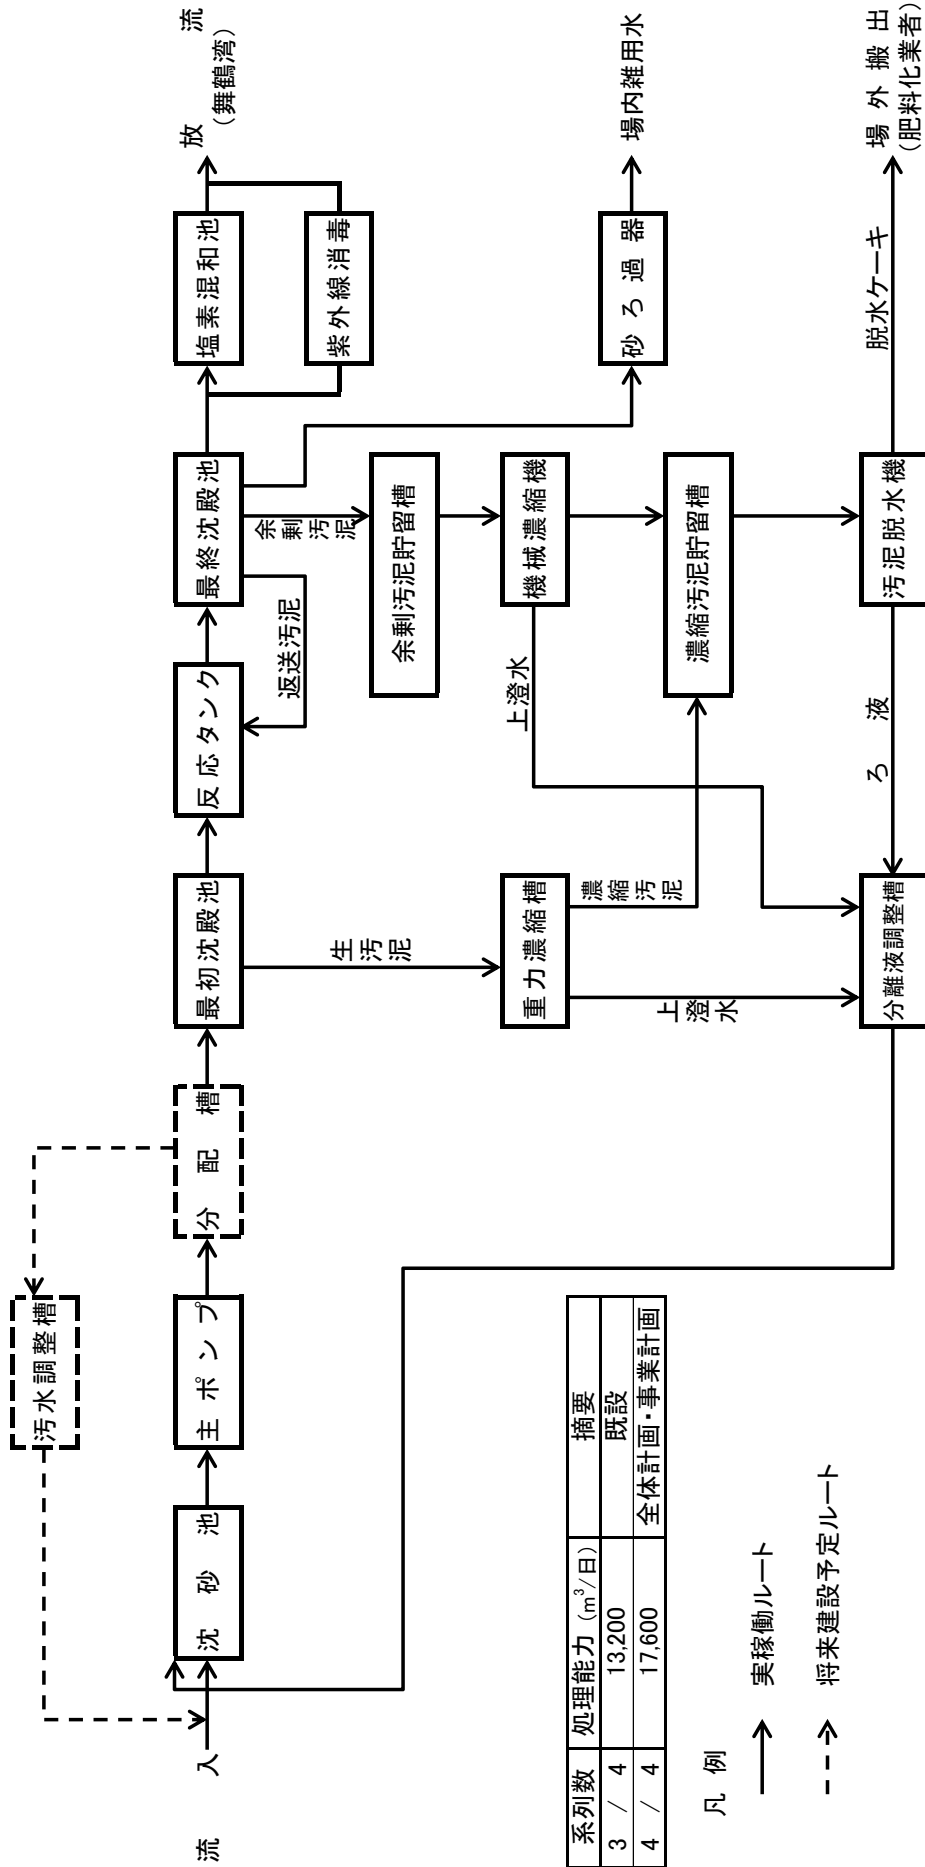 汚水調整槽
流入
沈砂池
主ポンプ
分配槽
最初沈殿池
反応タンク
最終沈殿池
塩素混和池
放流
(舞鶴湾)
紫外線消毒
返送汚泥
余剰汚泥
生汚泥
余剰汚泥貯留槽
重力濃縮槽
上澄水
機械濃縮機
砂ろ過器
場内雑用水
濃縮汚泥
上澄水
濃縮汚泥貯留槽
分離液調整槽
ろ液
汚泥脱水機
脱水ケーキ
場外搬出
(肥料化業者)
系列数 処理能力 (m³/日) 摘要
3 / 4 13,200 既設
4 / 4 17,600 全体計画・事業計画
凡例
実稼働ルート
将来建設予定ルート